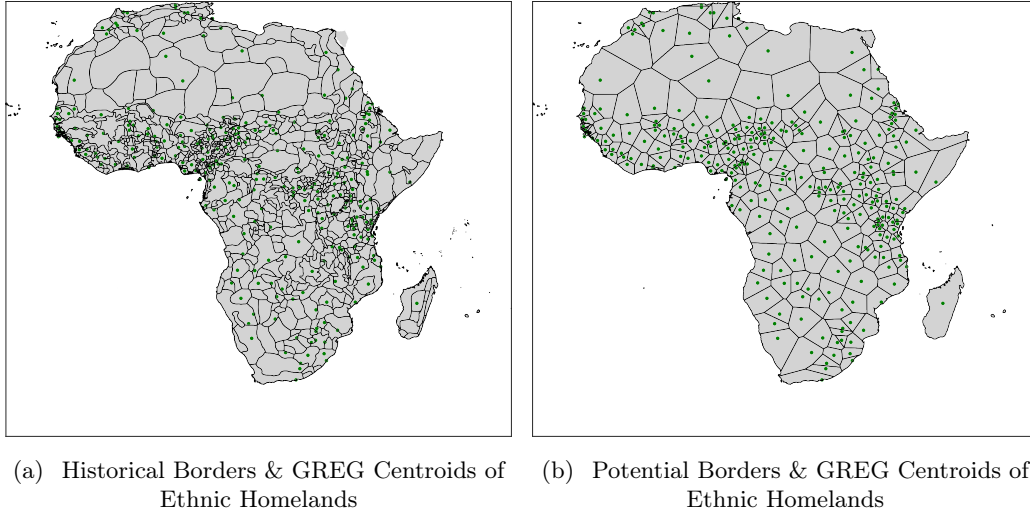 (a) Historical Borders & GREG Centroids of
Ethnic Homelands
(b) Potential Borders & GREG Centroids of
Ethnic Homelands